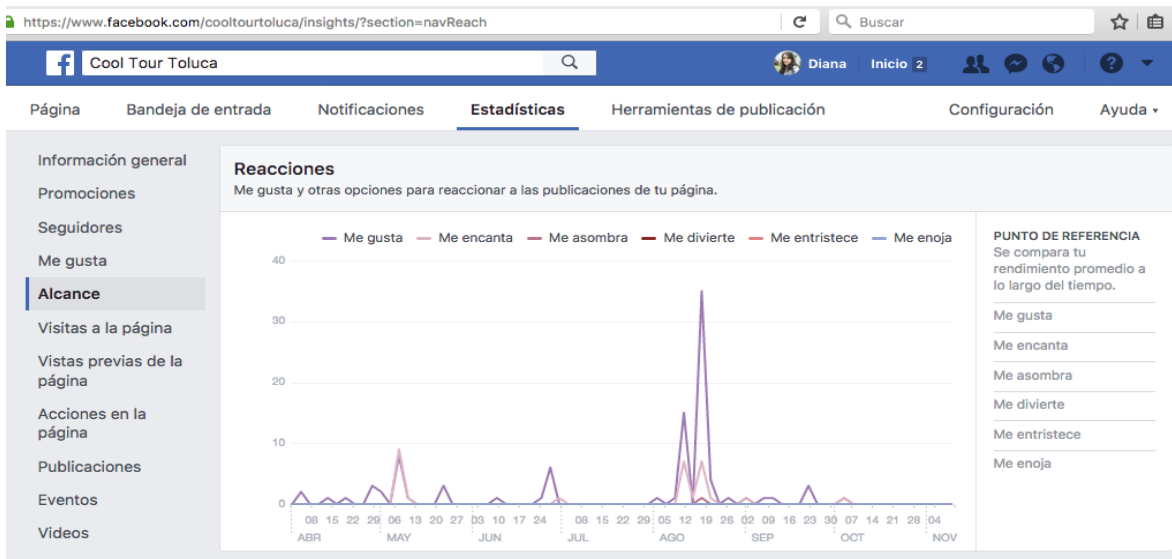 https://www.facebook.com/cooltourtoluca/insights/?section=navReach
Buscar
Cool Tour Toluca
Diana
Inicio 2
Página
Bandeja de entrada
Notificaciones
Estadísticas
Herramientas de publicación
Configuración
Ayuda
Información general
Promociones
Seguidores
Me gusta
Alcance
Visitas a la página
Vistas previas de la
página
Acciones en la
página
Publicaciones
Eventos
Videos
Reacciones
Me gusta y otras opciones para reaccionar a las publicaciones de tu página.
Me gusta Me encanta Me asombra Me divierte Me entristece Me enoja
40
30
20
10
0
08 15 22 29 06 13 20 27 03 10 17 24 08 15 22 29 05 12 19 26 02 09 16 23 30 07 14 21 28 04
ABR MAY JUN JUL AGO SEP OCT NOV
PUNTO DE REFERENCIA
Se compara tu
rendimiento promedio a
lo largo del tiempo.
Me gusta
Me encanta
Me asombra
Me divierte
Me entristece
Me enoja